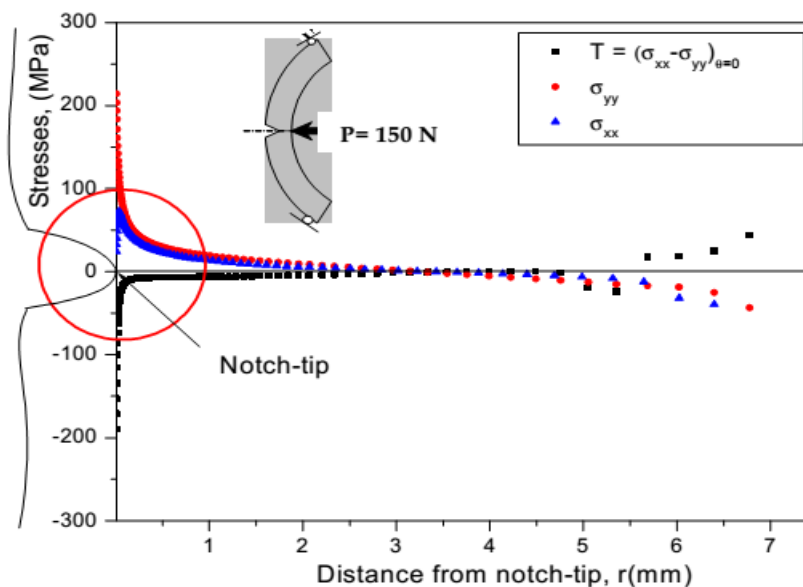 300
200
100
0
-100
-200
-300
Stresses, (MPa)
P= 150 N
T = (σxx-σyy)θ=0
σyy
σxx
Notch-tip
1
2
3
4
5
6
7
Distance from notch-tip, r(mm)